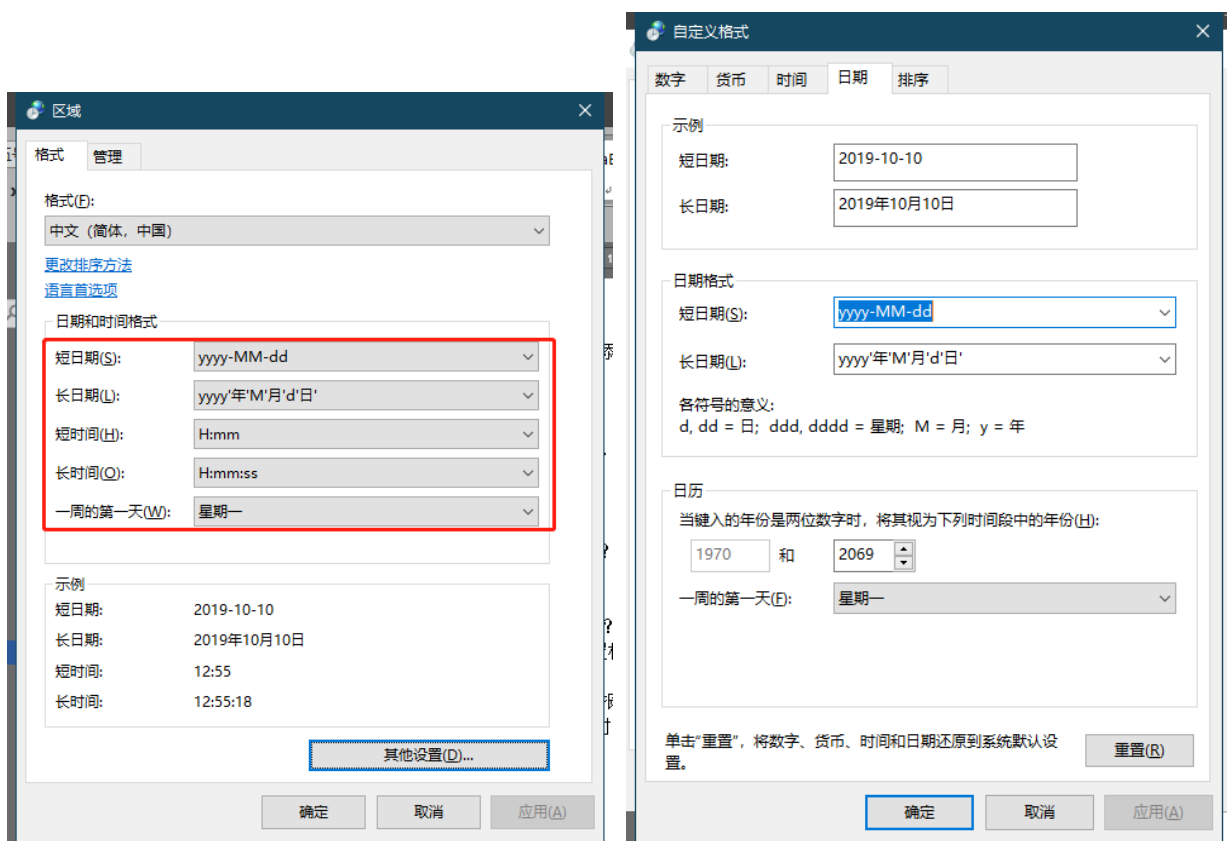 区域
格式 管理
格式(F):
中文（简体，中国）
更改排序方法
语言首选项
日期和时间格式
短日期(S): yyyy-MM-dd
长日期(L): yyyy'年'M'月'd'日'
短时间(H): H:mm
长时间(O): H:mm:ss
一周的第一天(W): 星期一
示例
短日期: 2019-10-10
长日期: 2019年10月10日
短时间: 12:55
长时间: 12:55:18
其他设置(D)...
确定 取消 应用(A)
自定义格式
数字 货币 时间 日期 排序
示例
短日期: 2019-10-10
长日期: 2019年10月10日
日期格式
短日期(S): yyyy-MM-dd
长日期(L): yyyy'年'M'月'd'日'
各符号的意义:
d, dd = 日; ddd, dddd = 星期; M = 月; y = 年
日历
当键入的年份是两位数字时，将其视为下列时间段中的年份(H):
1970 和 2069
一周的第一天(F): 星期一
单击“重置”，将数字、货币、时间和日期还原到系统默认设
置。
重置(R)
确定 取消 应用(A)